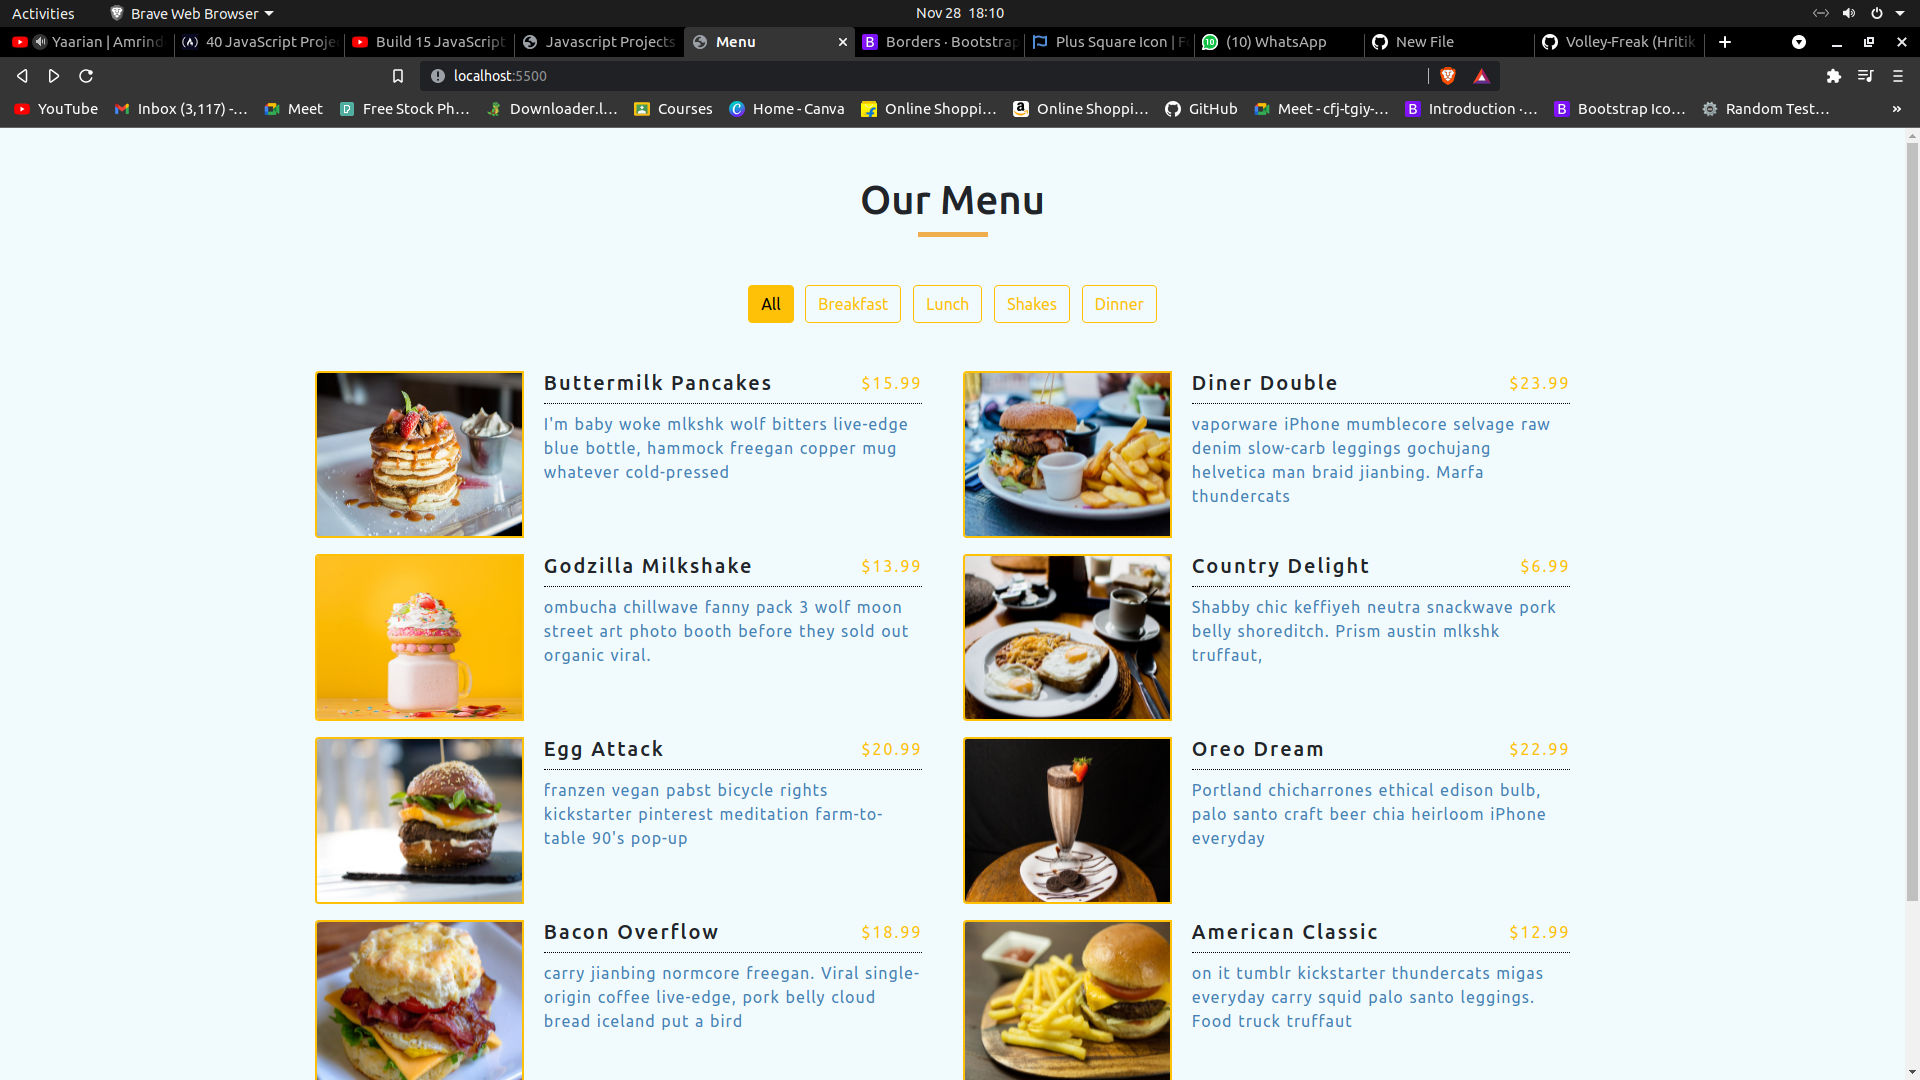 Activities
Brave Web Browser
Nov 28 18:10
Yaarian | Amrind
40 JavaScript Proje
Build 15 JavaScript
Javascript Projects
Menu
Borders · Bootstrap
Plus Square Icon | F
(10) WhatsApp
New File
Volley-Freak (Hritik
localhost:5500
YouTube
Inbox (3,117) -...
Meet
Free Stock Ph...
Downloader.l...
Courses
Home - Canva
Online Shoppi...
Online Shoppi...
GitHub
Meet - cfj-tgiy-...
Introduction ·...
Bootstrap Ico...
Random Test...
»
Our Menu
All
Breakfast
Lunch
Shakes
Dinner
Buttermilk Pancakes $15.99
I'm baby woke mlkshk wolf bitters live-edge
blue bottle, hammock freegan copper mug
whatever cold-pressed
Diner Double $23.99
vaporware iPhone mumblecore selvage raw
denim slow-carb leggings gochujang
helvetica man braid jianbing. Marfa
thundercats
Godzilla Milkshake $13.99
ombucha chillwave fanny pack 3 wolf moon
street art photo booth before they sold out
organic viral.
Country Delight $6.99
Shabby chic keffiyeh neutra snackwave pork
belly shoreditch. Prism austin mlkshk
truffaut,
Egg Attack $20.99
franzen vegan pabst bicycle rights
kickstarter pinterest meditation farm-to-
table 90's pop-up
Oreo Dream $22.99
Portland chicharrones ethical edison bulb,
palo santo craft beer chia heirloom iPhone
everyday
Bacon Overflow $18.99
carry jianbing normcore freegan. Viral single-
origin coffee live-edge, pork belly cloud
bread iceland put a bird
American Classic $12.99
on it tumblr kickstarter thundercats migas
everyday carry squid palo santo leggings.
Food truck truffaut